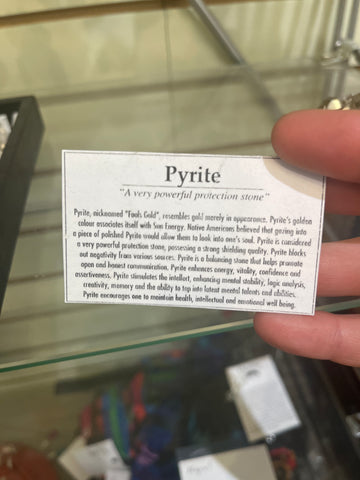 Pyrite
"A very powerful protection stone"
Pyrite, nicknamed "Fools Gold", resembles gold merely in appearance. Pyrite's golden
colour associates itself with Sun Energy. Native Americans believed that gazing into
a piece of polished Pyrite would allow them to look into one's soul. Pyrite is considered
a very powerful protection stone, possessing a strong shielding quality. Pyrite blocks
out negativity from various sources. Pyrite is a balancing stone that helps promote
open and honest communication. Pyrite enhances energy, vitality, confidence and
assertiveness. Pyrite stimulates the intellect, enhancing mental stability, logic analysis,
creativity, memory and the ability to tap into latent mental talents and abilities.
Pyrite encourages one to maintain health, intellectual and emotional well being.